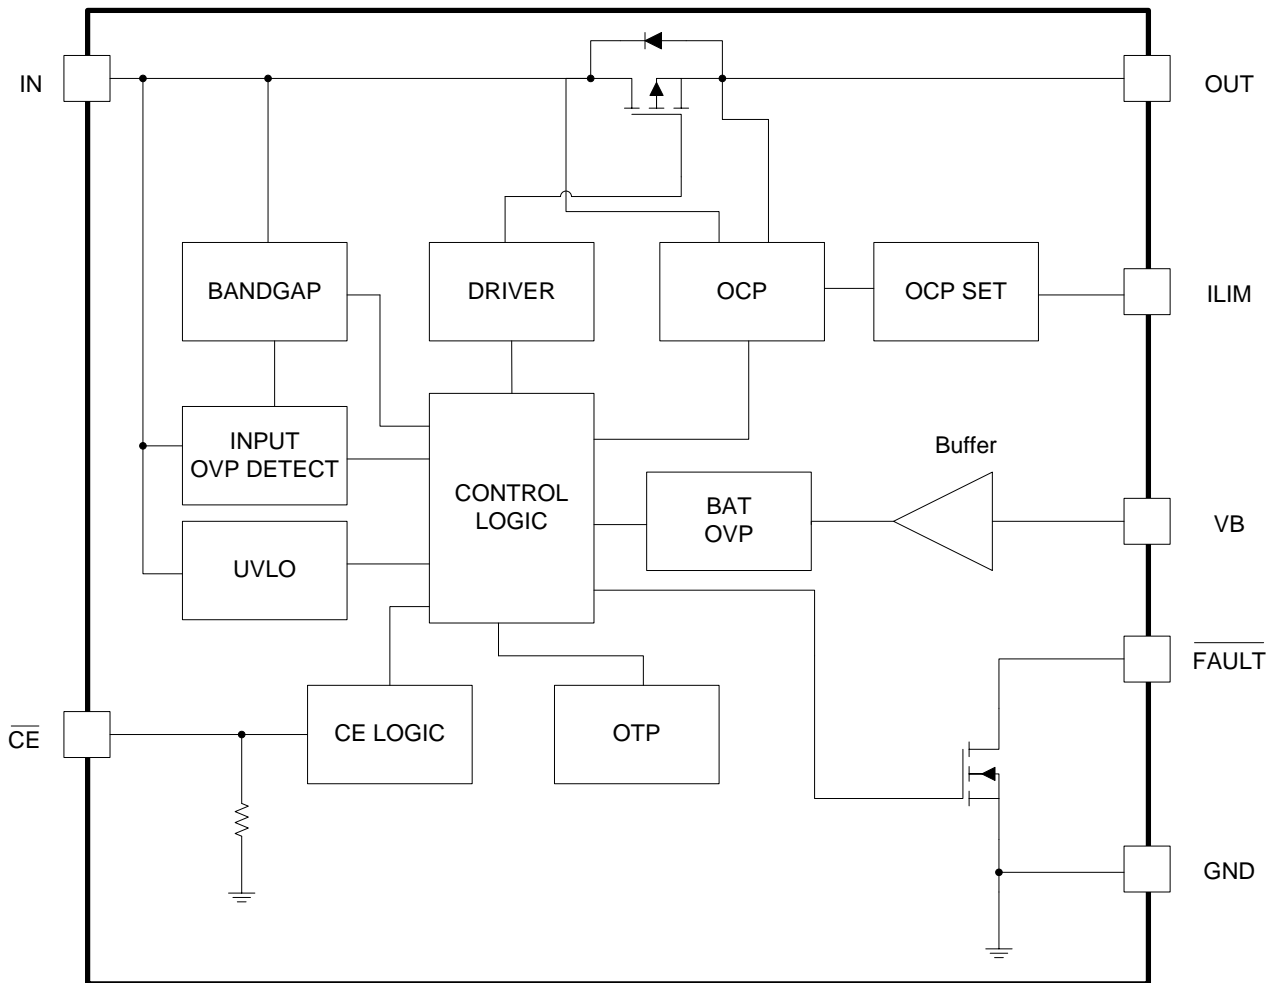 IN
OUT
BANDGAP
DRIVER
OCP
OCP SET
ILIM
INPUT
OVP DETECT
CONTROL
LOGIC
BAT
OVP
Buffer
VB
UVLO
FAULT
CE
CE LOGIC
OTP
GND